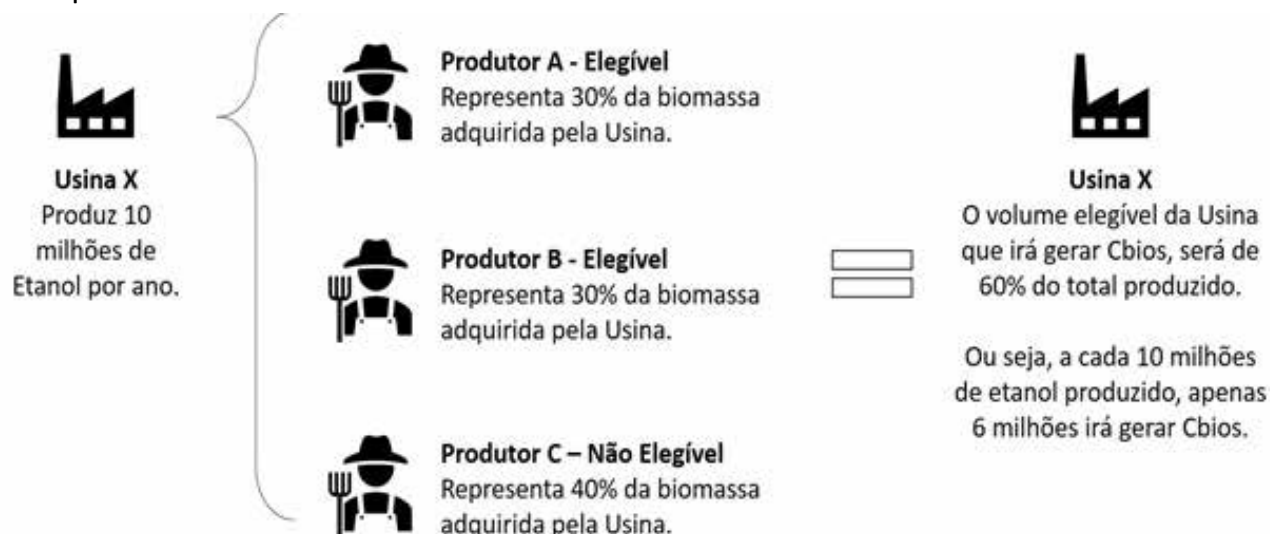 Usina X
Produz 10
milhões de
Etanol por ano.
Produtor A - Elegível
Representa 30% da biomassa
adquirida pela Usina.
Produtor B - Elegível
Representa 30% da biomassa
adquirida pela Usina.
Produtor C – Não Elegível
Representa 40% da biomassa
adquirida pela Usina.
Usina X
O volume elegível da Usina
que irá gerar Cbios, será de
60% do total produzido.
Ou seja, a cada 10 milhões
de etanol produzido, apenas
6 milhões irá gerar Cbios.